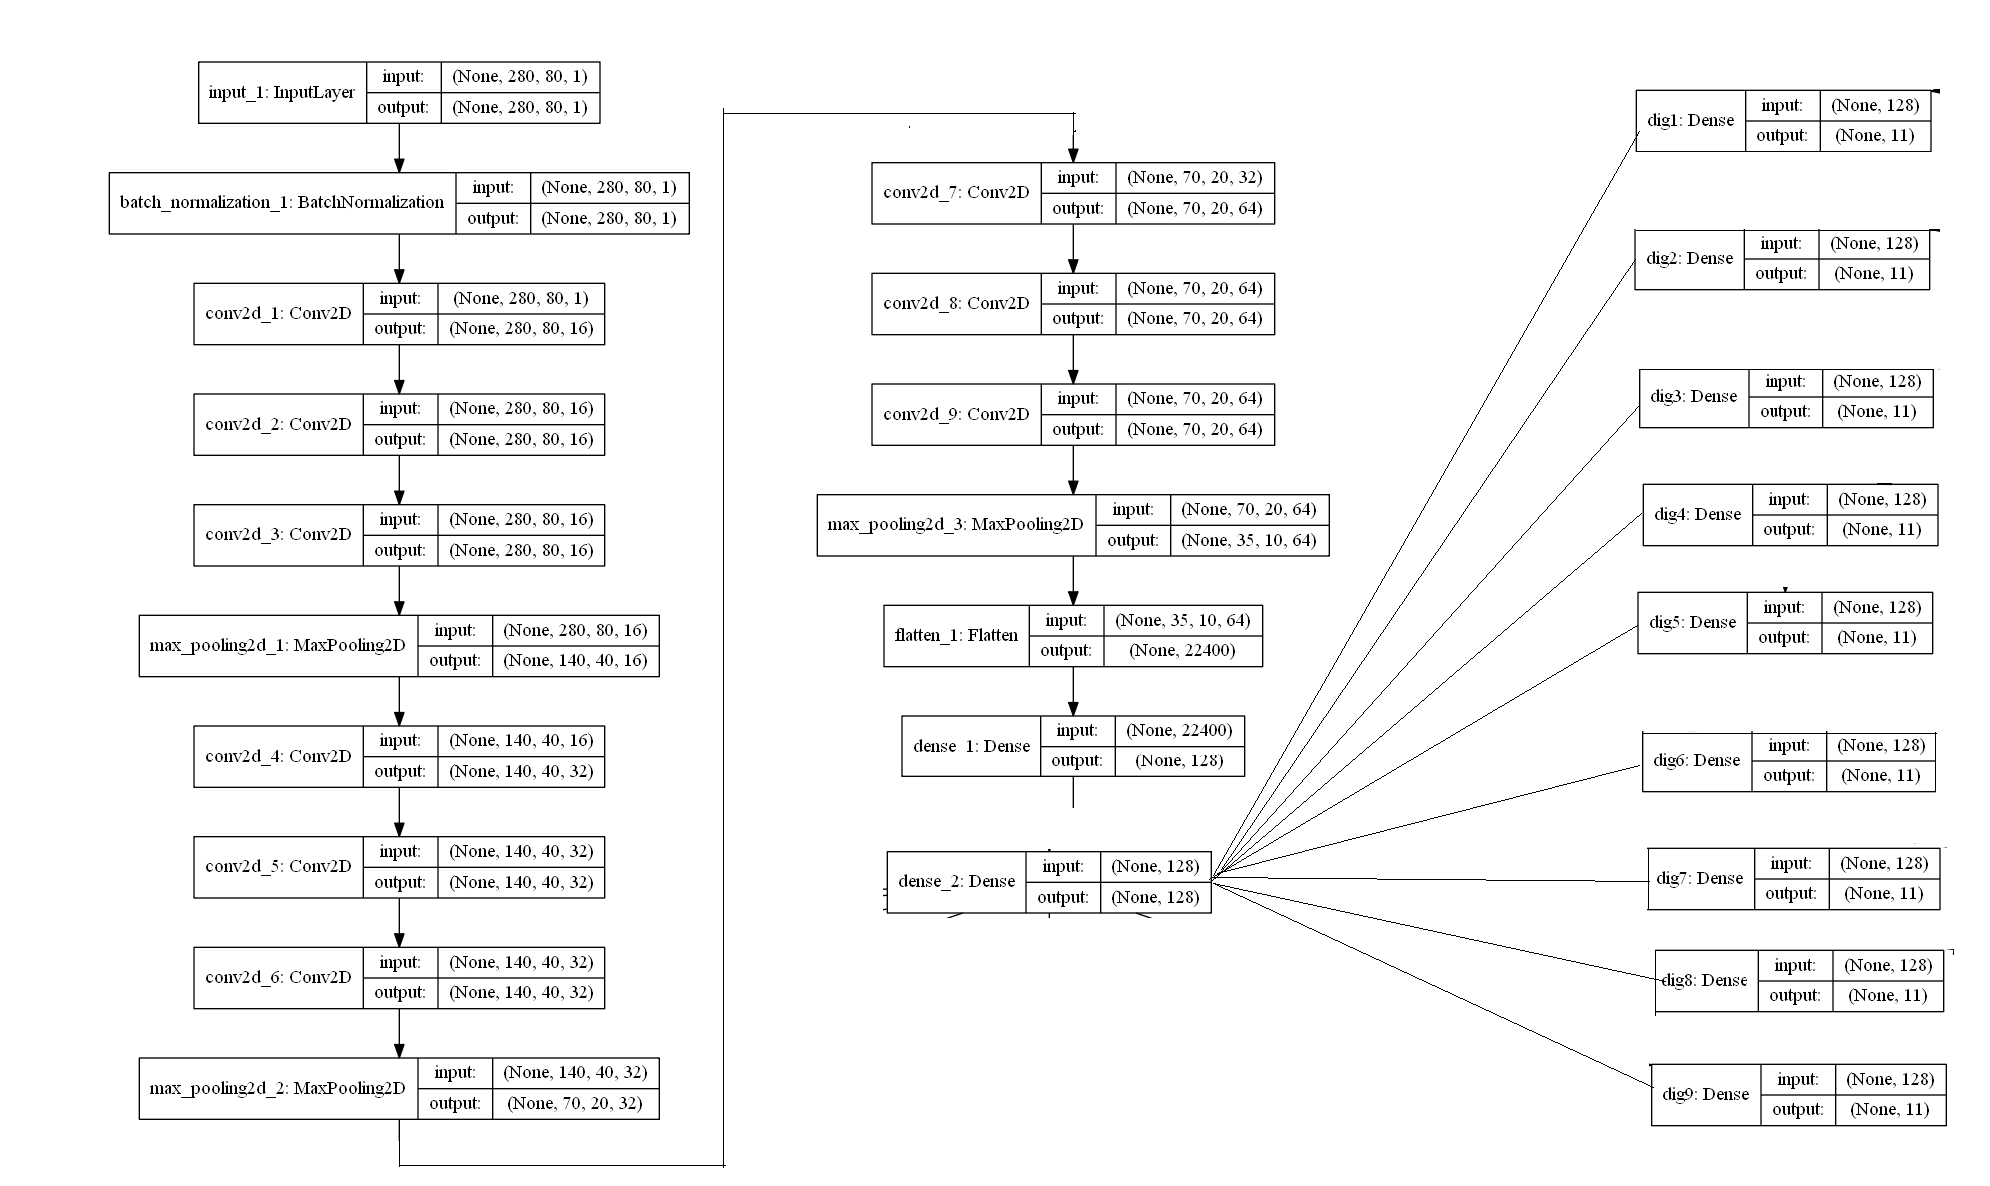 input_1: InputLayer
input: (None, 280, 80, 1)
output: (None, 280, 80, 1)
batch_normalization_1: BatchNormalization
input: (None, 280, 80, 1)
output: (None, 280, 80, 1)
conv2d_1: Conv2D
input: (None, 280, 80, 1)
output: (None, 280, 80, 16)
conv2d_2: Conv2D
input: (None, 280, 80, 16)
output: (None, 280, 80, 16)
conv2d_3: Conv2D
input: (None, 280, 80, 16)
output: (None, 280, 80, 16)
max_pooling2d_1: MaxPooling2D
input: (None, 280, 80, 16)
output: (None, 140, 40, 16)
conv2d_4: Conv2D
input: (None, 140, 40, 16)
output: (None, 140, 40, 32)
conv2d_5: Conv2D
input: (None, 140, 40, 32)
output: (None, 140, 40, 32)
conv2d_6: Conv2D
input: (None, 140, 40, 32)
output: (None, 140, 40, 32)
max_pooling2d_2: MaxPooling2D
input: (None, 140, 40, 32)
output: (None, 70, 20, 32)
conv2d_7: Conv2D
input: (None, 70, 20, 32)
output: (None, 70, 20, 64)
conv2d_8: Conv2D
input: (None, 70, 20, 64)
output: (None, 70, 20, 64)
conv2d_9: Conv2D
input: (None, 70, 20, 64)
output: (None, 70, 20, 64)
max_pooling2d_3: MaxPooling2D
input: (None, 70, 20, 64)
output: (None, 35, 10, 64)
flatten_1: Flatten
input: (None, 35, 10, 64)
output: (None, 22400)
dense_1: Dense
input: (None, 22400)
output: (None, 128)
dense_2: Dense
input: (None, 128)
output: (None, 128)
dig1: Dense
input: (None, 128)
output: (None, 11)
dig2: Dense
input: (None, 128)
output: (None, 11)
dig3: Dense
input: (None, 128)
output: (None, 11)
dig4: Dense
input: (None, 128)
output: (None, 11)
dig5: Dense
input: (None, 128)
output: (None, 11)
dig6: Dense
input: (None, 128)
output: (None, 11)
dig7: Dense
input: (None, 128)
output: (None, 11)
dig8: Dense
input: (None, 128)
output: (None, 11)
dig9: Dense
input: (None, 128)
output: (None, 11)